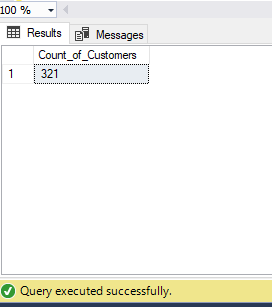 100 %
Results Messages
Count_of_Customers
1 321
Query executed successfully.